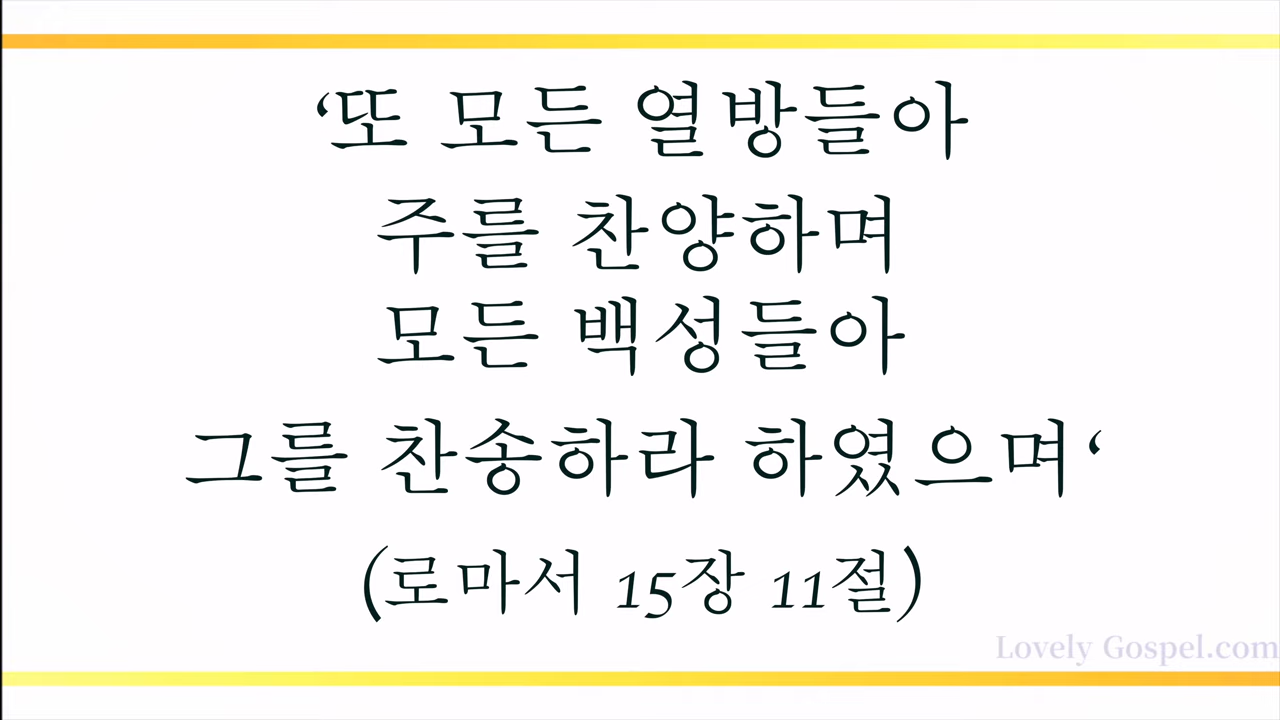 ‘또 모든 열방들아
주를 찬양하며
모든 백성들아
그를 찬송하라 하였으며‘
(로마서 15장 11절)
Lovely Gospel.com